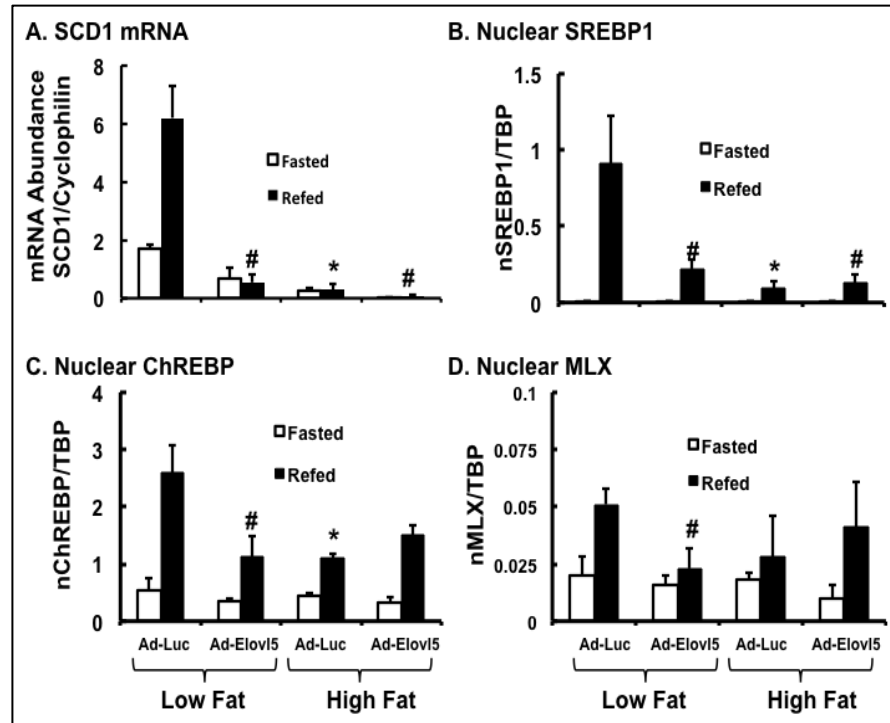 A. SCD1 mRNA
mRNA Abundance
SCD1/Cyclophilin
8
6
4
2
0
Fasted
Refed
#
*
#
B. Nuclear SREBP1
nSREBP1/TBP
1.5
1
0.5
0
Fasted
Refed
#
*
#
C. Nuclear ChREBP
nChREBP/TBP
4
3
2
1
0
Fasted
Refed
#
*
Ad-Luc Ad-Elovl5 Ad-Luc Ad-Elovl5
Low Fat High Fat
D. Nuclear MLX
nMLX/TBP
0.1
0.075
0.05
0.025
0
Fasted
Refed
#
Ad-Luc Ad-Elovl5 Ad-Luc Ad-Elovl5
Low Fat High Fat